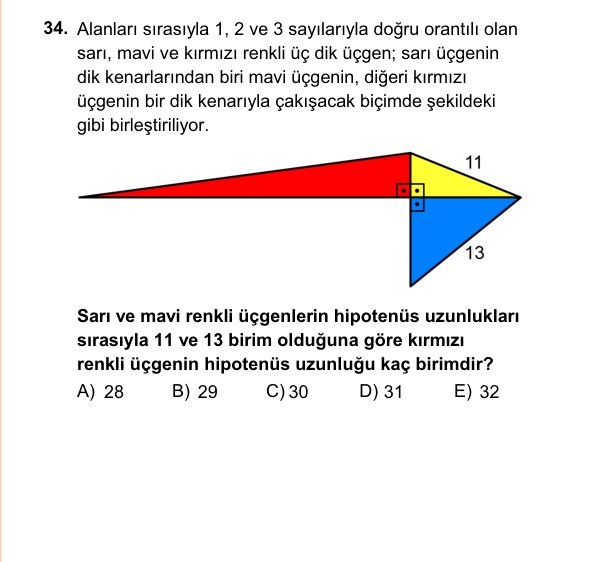 34. Alanları sırasıyla 1, 2 ve 3 sayılarıyla doğru orantılı olan
sarı, mavi ve kırmızı renkli üç dik üçgen; sarı üçgenin
dik kenarlarından biri mavi üçgenin, diğeri kırmızı
üçgenin bir dik kenarıyla çakışacak biçimde şekildeki
gibi birleştiriliyor.
11
13
Sarı ve mavi renkli üçgenlerin hipotenüs uzunlukları
sırasıyla 11 ve 13 birim olduğuna göre kırmızı
renkli üçgenin hipotenüs uzunluğu kaç birimdir?
A) 28 B) 29 C) 30 D) 31 E) 32